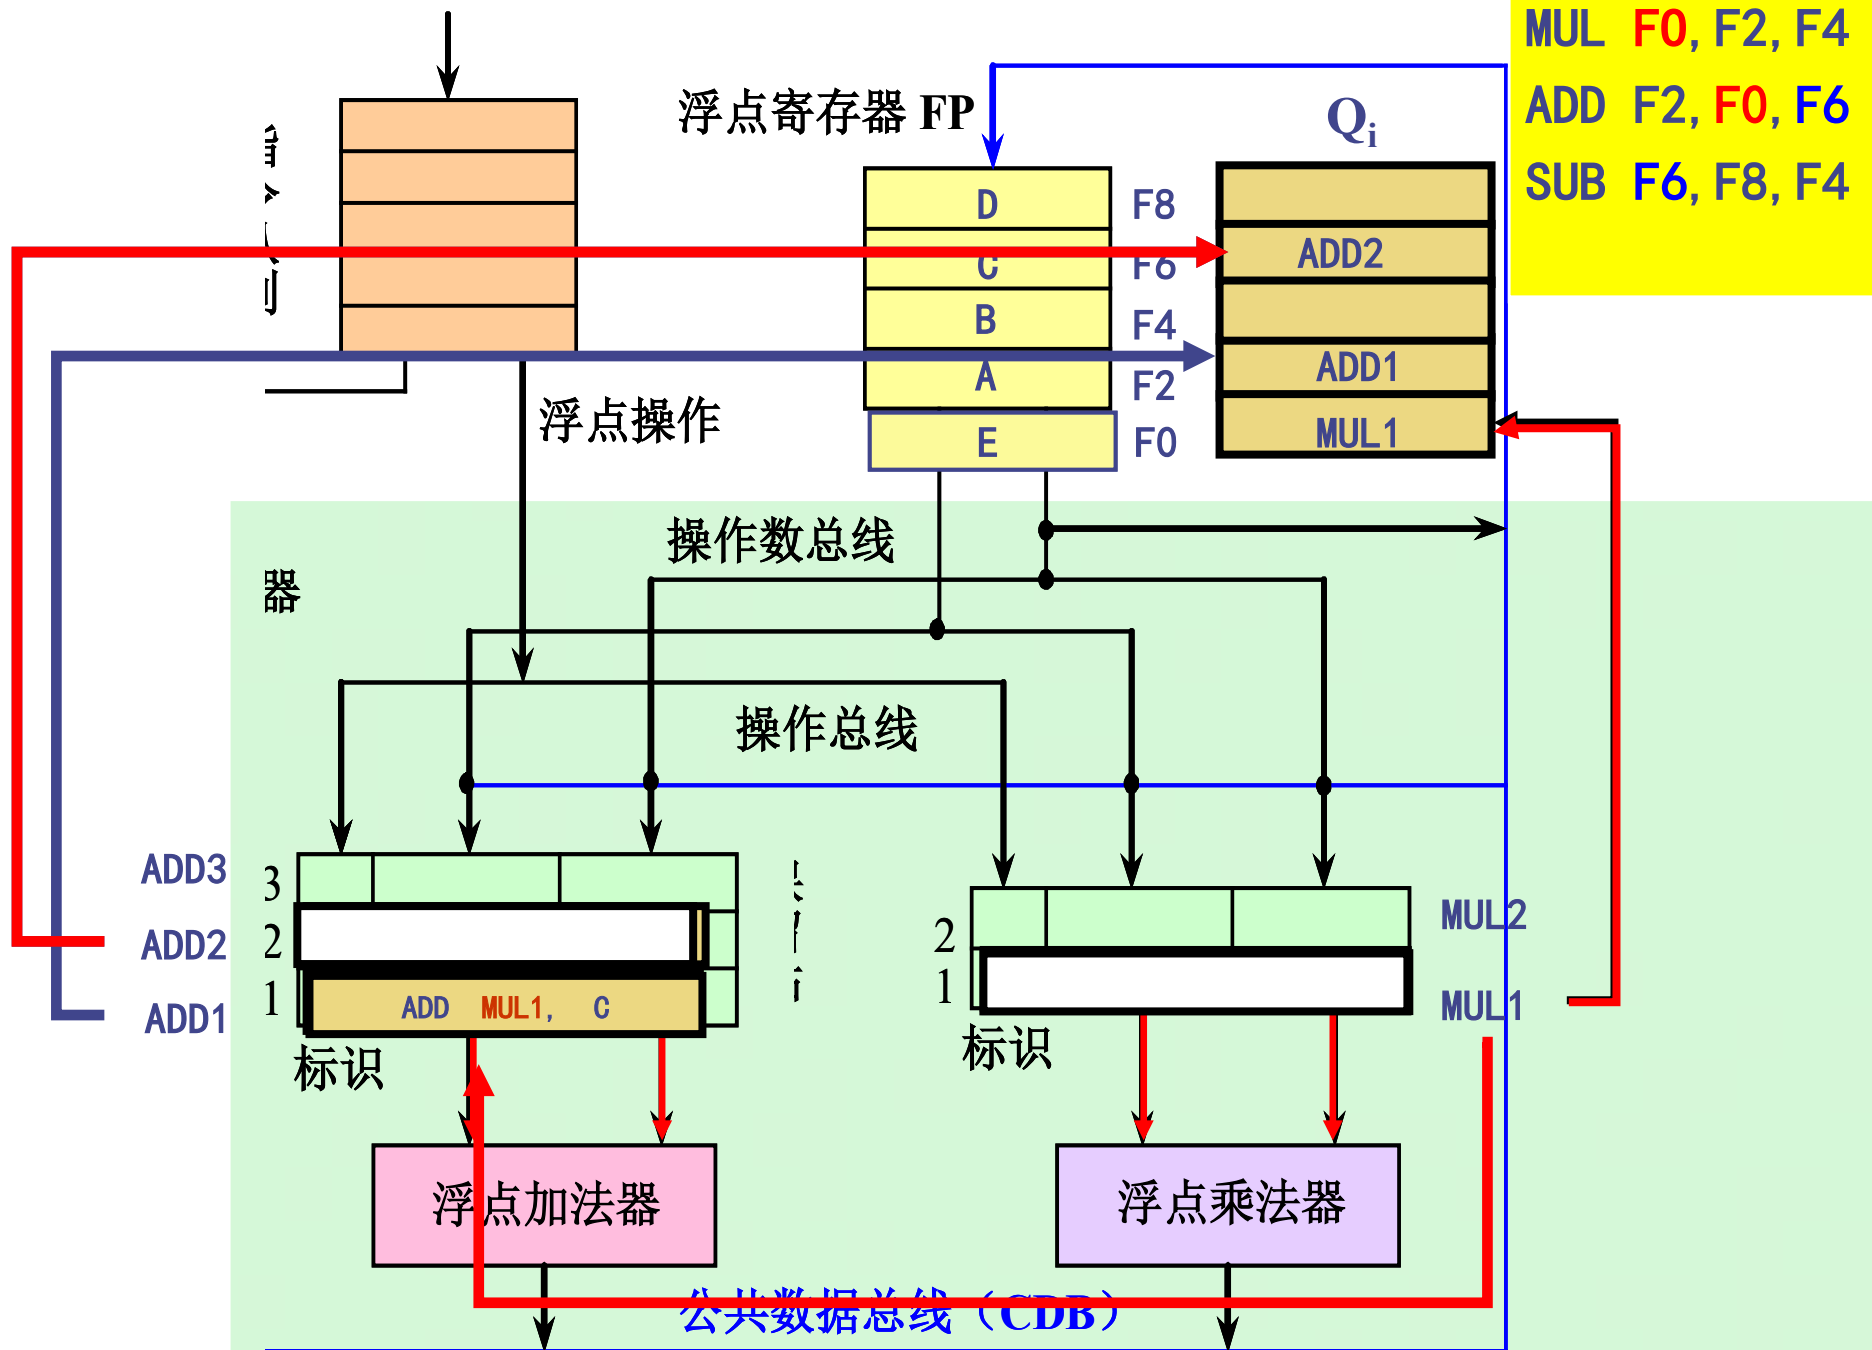 MUL F0, F2, F4
浮点寄存器 FP
Qi
ADD F2, F0, F6
SUB F6, F8, F4
D F8
C F6 ADD2
B F4
A F2 ADD1
E F0 MUL1
浮点操作
操作数总线
器
操作总线
ADD3 3
ADD2 2
ADD1 1 ADD MUL1, C
2 MUL2
1 MUL1
标识
标识
浮点加法器
浮点乘法器
公共数据总线（CDB）